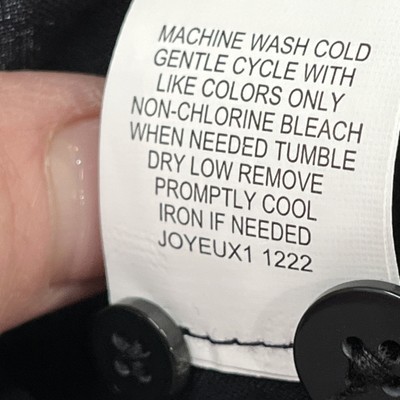 MACHINE WASH COLD
GENTLE CYCLE WITH
LIKE COLORS ONLY
NON-CHLORINE BLEACH
WHEN NEEDED TUMBLE
DRY LOW REMOVE
PROMPTLY COOL
IRON IF NEEDED
JOYEUX1 1222